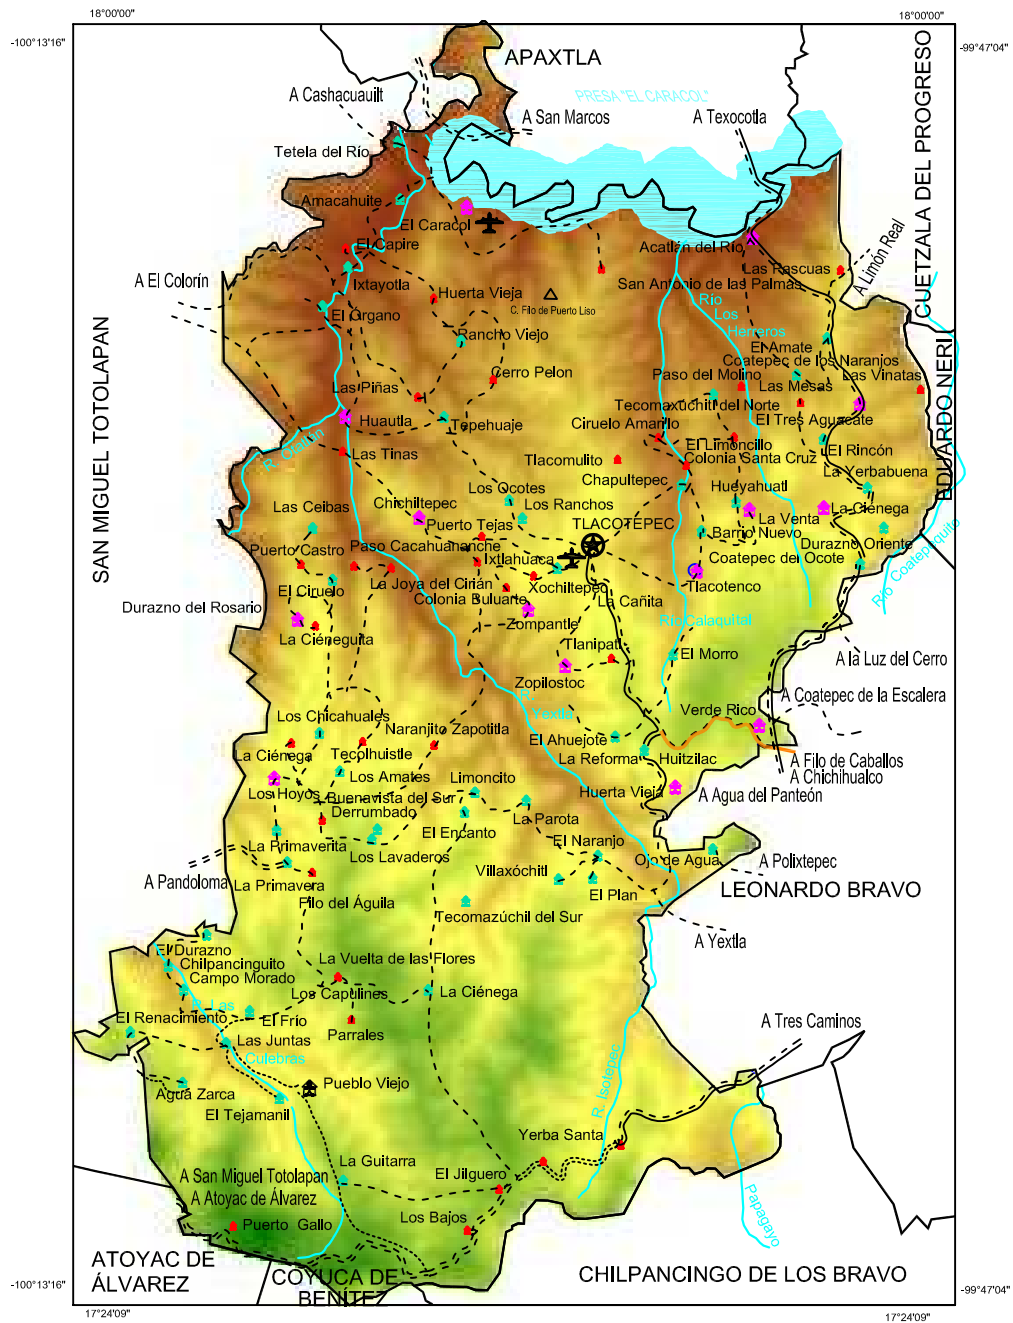 18°00'00"
18°00'00"
-100°13'16"
-99°47'04"
APAXTLA
CUETZALA DEL PROGRESO
A Cashacuauilt
PRESA "EL CARACOL"
A San Marcos
A Texocotla
Tetela del Río
Amacahuite
El Caracol
Acatlán del Río
El Capire
Las Rascuas
A Limón Real
A El Colorín
Ixtayotla
Huerta Vieja
San Antonio de las Palmas
C. Filo de Puerto Liso
Río
Los
Herreros
El Organo
Rancho Viejo
El Amate
Coatepec de los Naranjos
SAN MIGUEL TOTOLAPAN
EDUARDO NERI
Cerro Pelon
Paso del Molino
Las Vinatas
Las Piñas
Las Mesas
Tecomaxúchitl del Norte
Huautla
Tepehuaje
Ciruelo Amarillo
El Tres Aguacate
El Limoncillo
El Rincón
R. Otatlán
Las Tinas
Tlacomulito
Colonia Santa Cruz
La Yerbabuena
Chapultepec
Hueyahuatl
Los Ocotes
Chichiltepec
Los Ranchos
La Ciénega
Las Ceibas
Puerto Tejas
TLACOTEPEC
La Venta
Barrio Nuevo
Durazno Oriente
Puerto Castro
Paso Cacahuananche
Ixtlahuaca
Coatepec del Ocote
Río Coatepaquito
El Ciruelo
La Joya del Cirián
Xochiltepec
Tlacotenco
Colonia Buluarte
La Cañita
Durazno del Rosario
Zompantle
Río Calaquital
La Ciéneguita
Tlanipatl
El Morro
A la Luz del Cerro
Zopilostoc
A Coatepec de la Escalera
R.
Yextla
Verde Rico
Los Chicahuales
Naranjito
Zapotitla
El Ahuejote
La Ciénega
Tecolhuistle
La Reforma
Huitzilac
A Filo de Caballos
A Chichihualco
Los Amates
Limoncito
Huerta Vieja
A Agua del Panteón
Los Hoyos
Buenavista del Sur
Derrumbado
La Parota
El Encanto
El Naranjo
La Primaverita
Los Lavaderos
Ojo de Agua
A Polixtepec
Villaxóchitl
A Pandoloma
La Primavera
El Plan
LEONARDO BRAVO
Filo del Águila
Tecomazúchil del Sur
A Yextla
El Durazno
Chilpancinguito
La Vuelta de las Flores
Campo Morado
Los Capulines
La Ciénega
R. Las
El Renacimiento
El Frío
Parrales
A Tres Caminos
Las Juntas
Culebras
R. Isotepec
Pueblo Viejo
Agua Zarca
El Tejamanil
Yerba Santa
La Guitarra
A San Miguel Totolapan
El Jilguero
Papagayo
A Atoyac de Álvarez
Los Bajos
Puerto Gallo
ATOYAC DE
ÁLVAREZ
COYUCA DE
BENÍTEZ
CHILPANCINGO DE LOS BRAVO
-100°13'16"
-99°47'04"
17°24'09"
17°24'09"